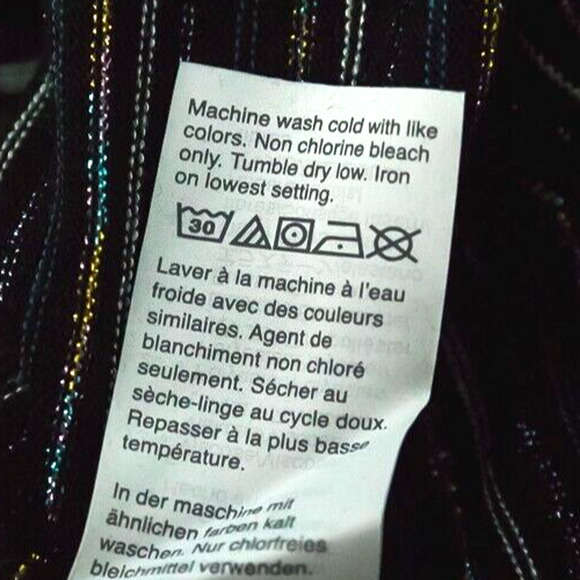 Machine wash cold with like
colors. Non chlorine bleach
only. Tumble dry low. Iron
on lowest setting.
30
Laver à la machine à l'eau
froide avec des couleurs
similaires. Agent de
blanchiment non chloré
seulement. Sécher au
sèche-linge au cycle doux.
Repasser à la plus basse
température.
In der maschine mit
ähnlichen farben kalt
waschen. Nur chlorfreies
bleichmittel verwenden.